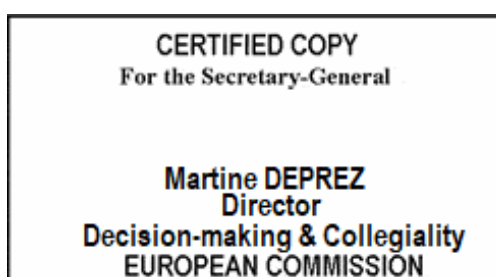 CERTIFIED COPY
For the Secretary-General
Martine DEPREZ
Director
Decision-making & Collegiality
EUROPEAN COMMISSION